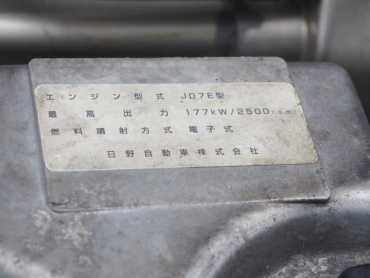 エンジン型式 J07E型
最高出力 177kW/2500r.p.m
燃料噴射方式 電子式
日野自動車株式会社